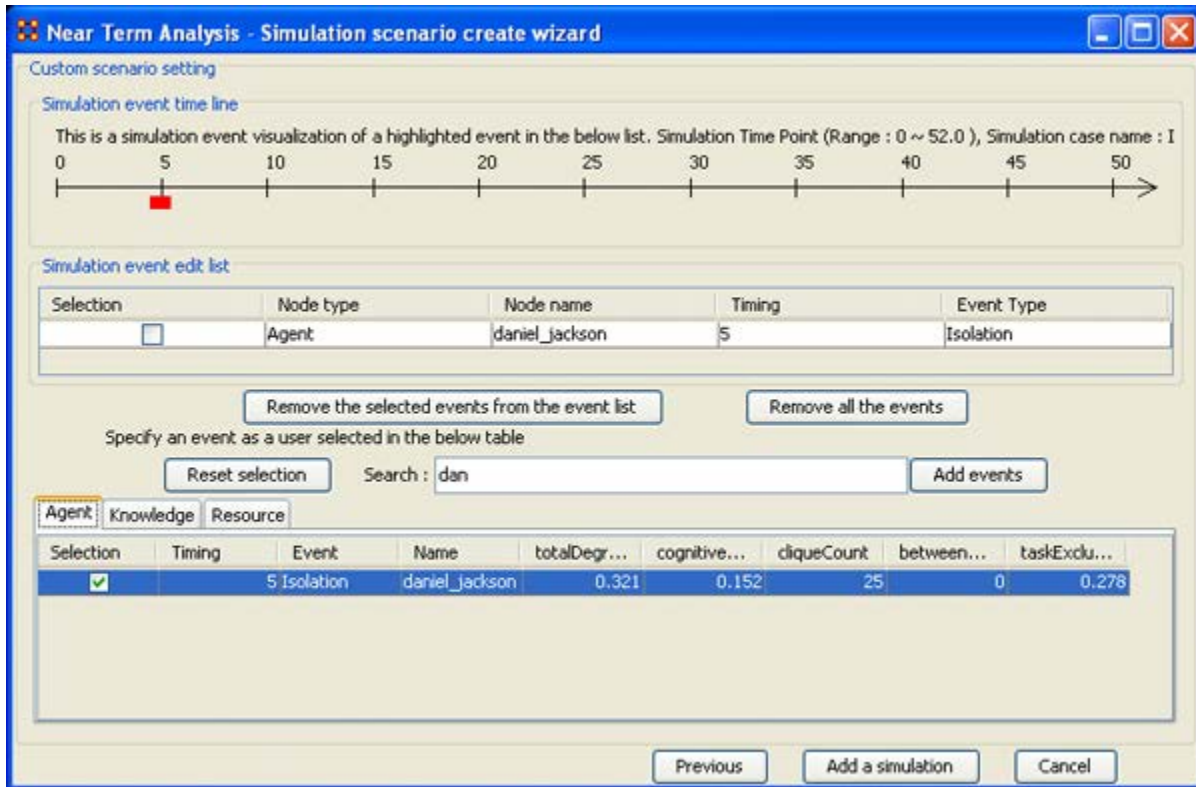 Near Term Analysis - Simulation scenario create wizard
Custom scenario setting
Simulation event time line
This is a simulation event visualization of a highlighted event in the below list. Simulation Time Point (Range : 0 ~ 52.0 ), Simulation case name : I
0 5 10 15 20 25 30 35 40 45 50
Simulation event edit list
Selection Node type Node name Timing Event Type
Agent daniel_jackson 5 Isolation
Remove the selected events from the event list Remove all the events
Specify an event as a user selected in the below table
Reset selection Search : dan Add events
Agent Knowledge Resource
Selection Timing Event Name totalDegr... cognitive... cliqueCount between... taskExclu...
5 Isolation daniel_jackson 0.321 0.152 25 0 0.278
Previous Add a simulation Cancel